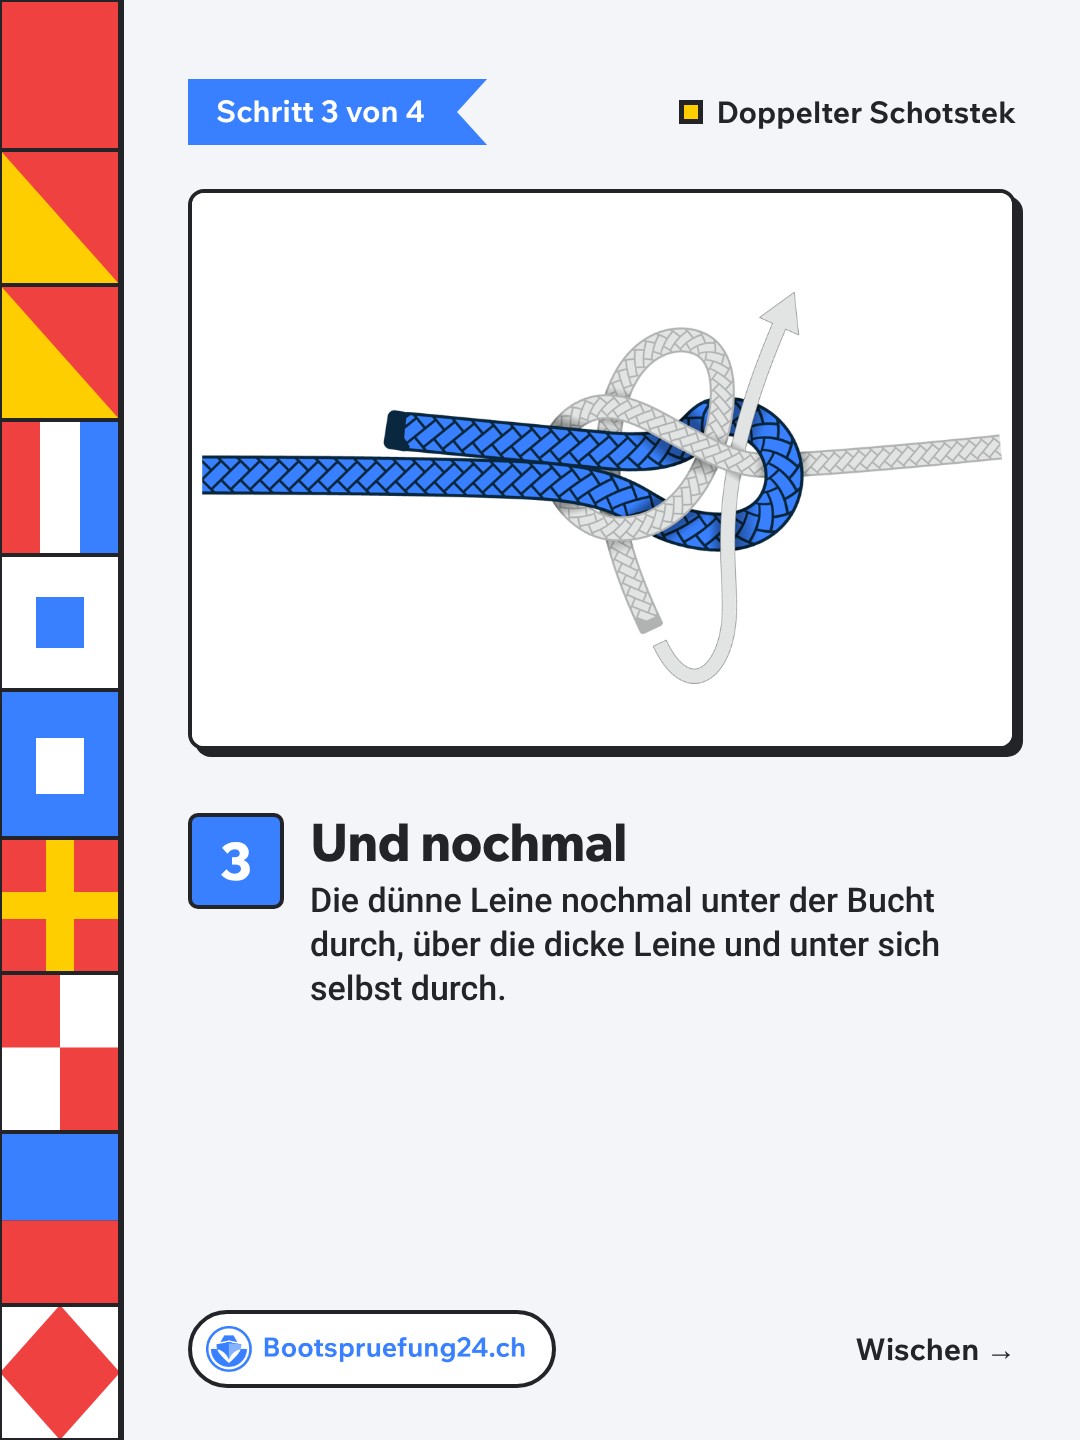 Schritt 3 von 4
Doppelter Schotstek
3
Und nochmal
Die dünne Leine nochmal unter der Bucht
durch, über die dicke Leine und unter sich
selbst durch.
Bootspruefung24.ch
Wischen →